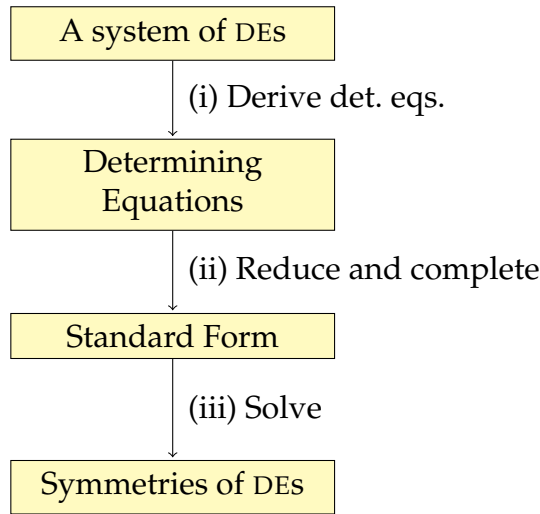 A system of DEs
(i) Derive det. eqs.
Determining
Equations
(ii) Reduce and complete
Standard Form
(iii) Solve
Symmetries of DEs